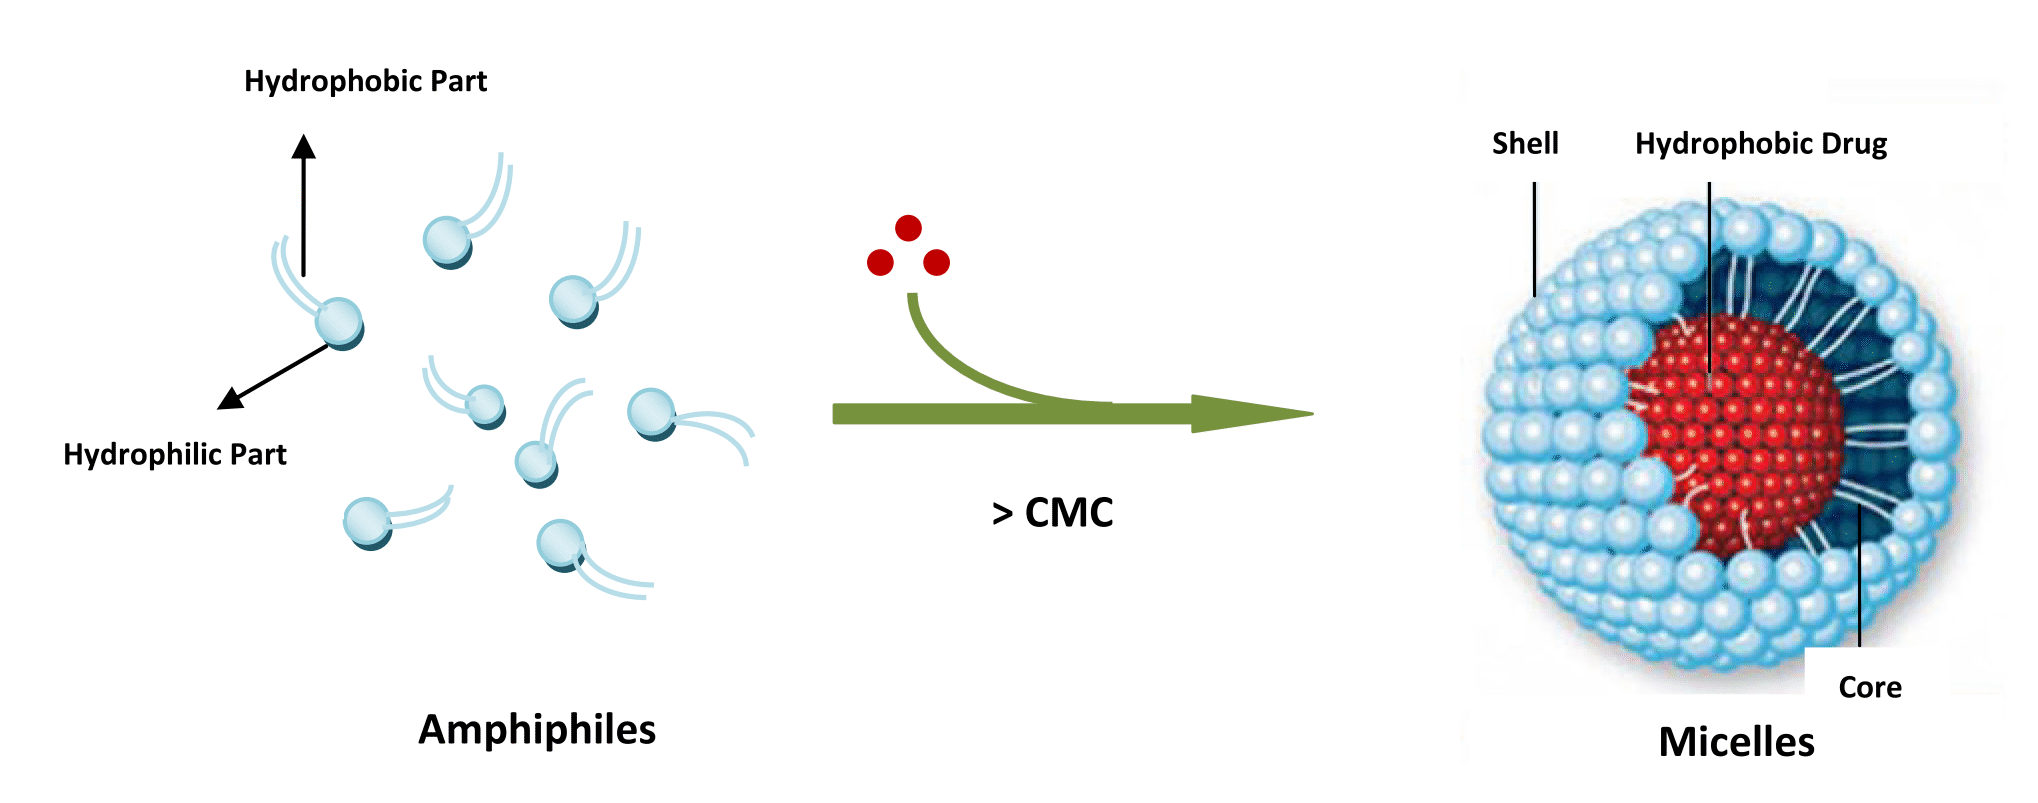 Hydrophobic Part
Hydrophilic Part
Amphiphiles
> CMC
Shell
Hydrophobic Drug
Core
Micelles